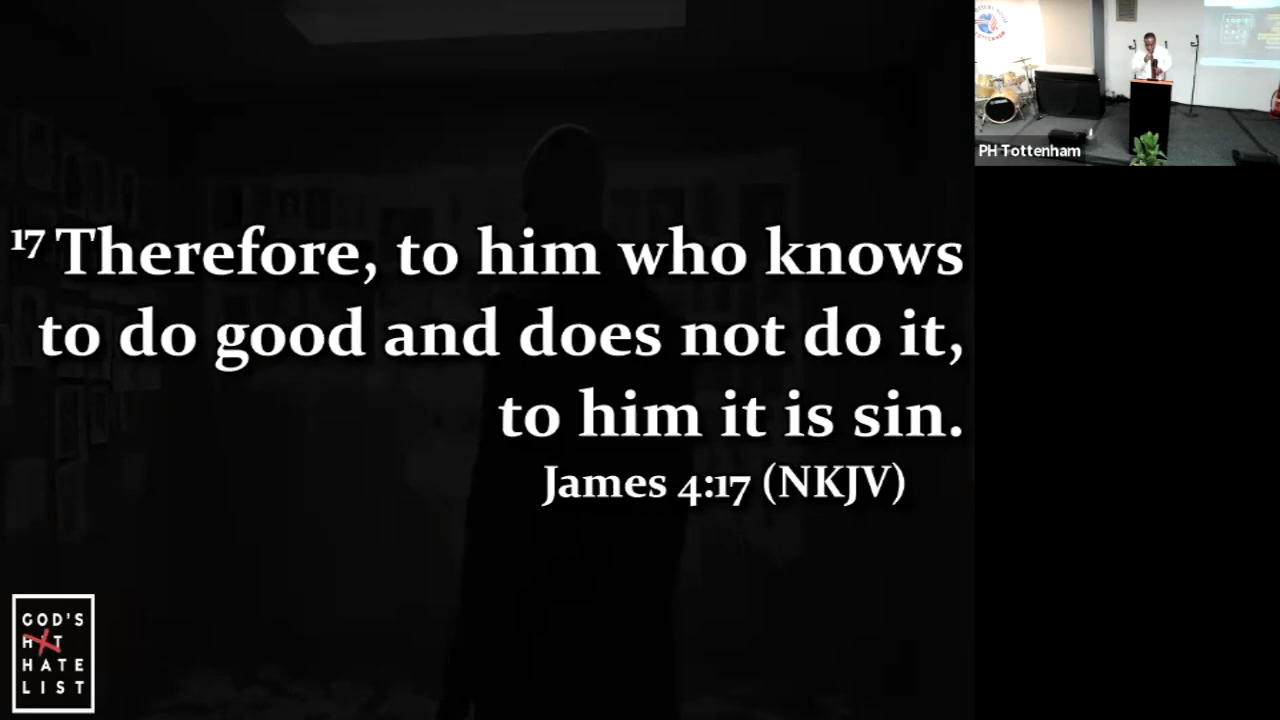 17 Therefore, to him who knows
to do good and does not do it,
to him it is sin.
James 4:17 (NKJV)
GOD'S
HIT
HATE
LIST
PH Tottenham